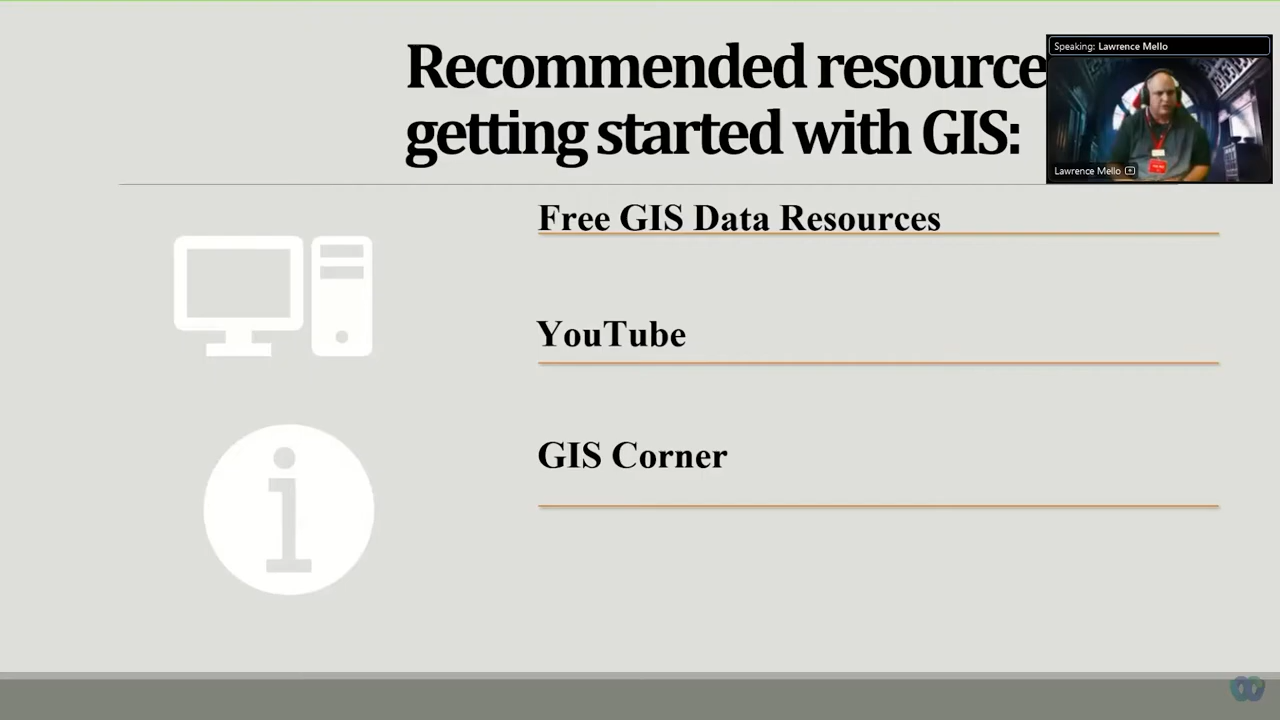 Recommended resource
getting started with GIS:
Speaking: Lawrence Mello
Lawrence Mello
Free GIS Data Resources
YouTube
GIS Corner